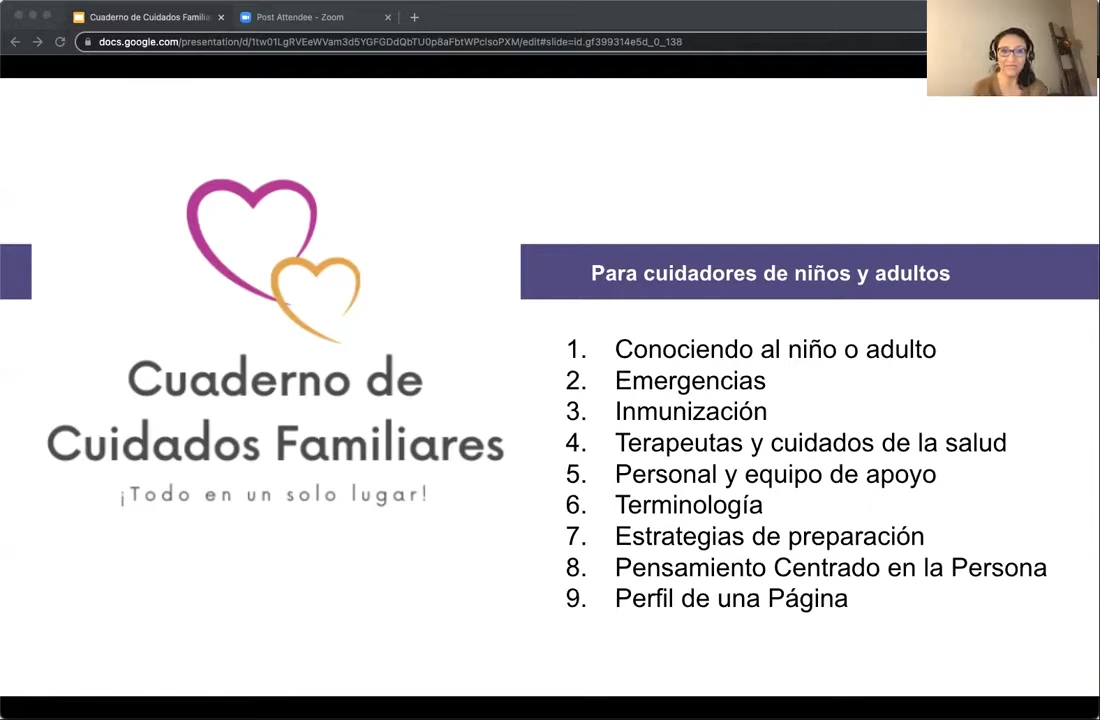 Cuaderno de Cuidados Familia
Post Attendee - Zoom
docs.google.com/presentation/d/1tw01LgRVEeWVam3d5YGFGDdQbTU0p8aFbtWPcIsoPXM/edit#slide=id.gf399314e5d_0_138
Cuaderno de
Cuidados Familiares
¡Todo en un solo lugar!
Para cuidadores de niños y adultos
1. Conociendo al niño o adulto
2. Emergencias
3. Inmunización
4. Terapeutas y cuidados de la salud
5. Personal y equipo de apoyo
6. Terminología
7. Estrategias de preparación
8. Pensamiento Centrado en la Persona
9. Perfil de una Página